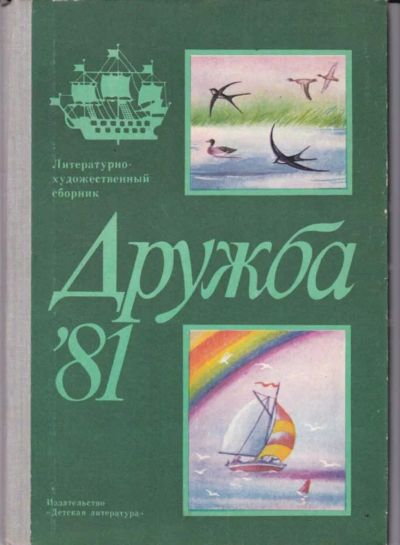 Литературно-
художественный
сборник
Дружба
'81
Издательство
«Детская литература»